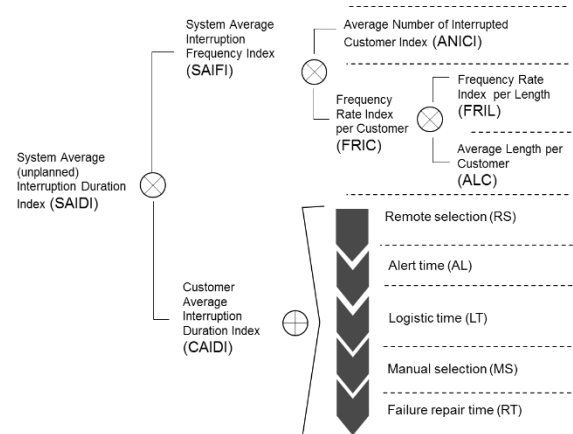 System Average
Interruption
Frequency Index
(SAIFI)
Average Number of Interrupted
Customer Index (ANICI)
Frequency
Rate Index
per Customer
(FRIC)
Frequency Rate
Index per Length
(FRIL)
Average Length per
Customer
(ALC)
System Average
(unplanned)
Interruption Duration
Index (SAIDI)
Customer
Average
Interruption
Duration Index
(CAIDI)
Remote selection (RS)
Alert time (AL)
Logistic time (LT)
Manual selection (MS)
Failure repair time (RT)